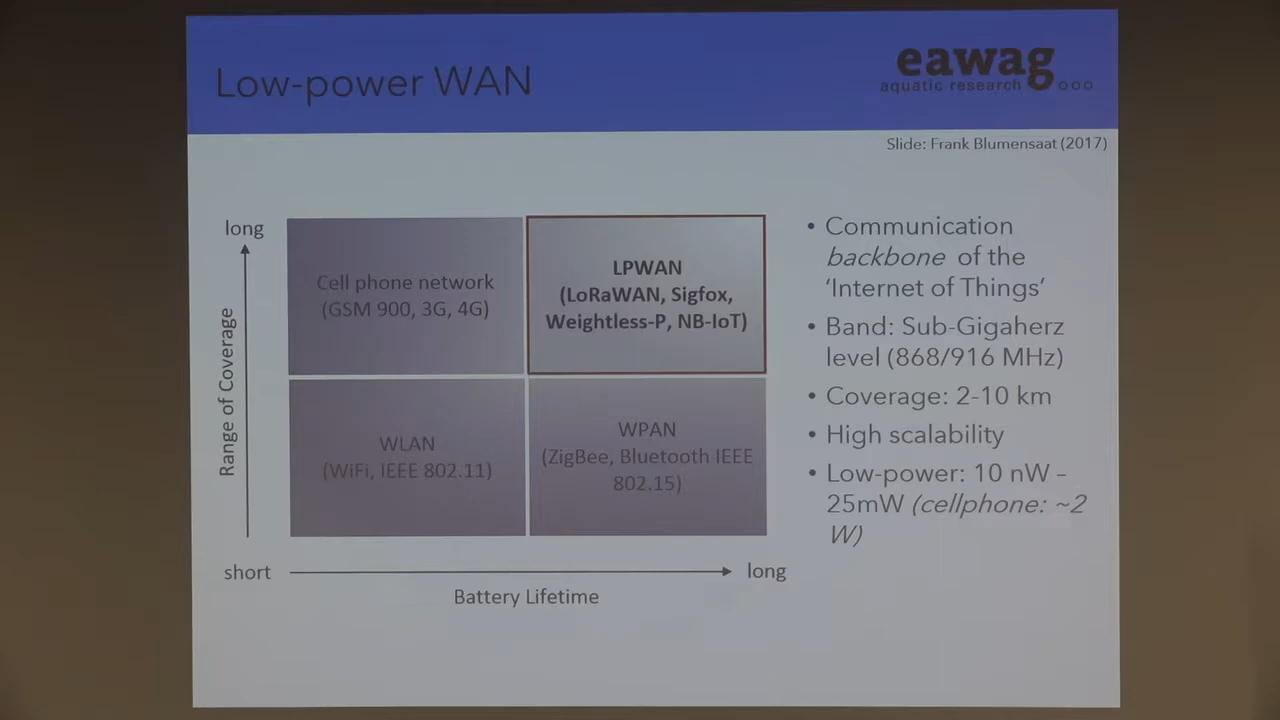 Low-power WAN
eawag
aquatic research
Slide: Frank Blumensaat (2017)
long
Range of Coverage
short
Cell phone network
(GSM 900, 3G, 4G)
LPWAN
(LoRaWAN, Sigfox,
Weightless-P, NB-IoT)
WLAN
(WiFi, IEEE 802.11)
WPAN
(ZigBee, Bluetooth IEEE
802.15)
long
Battery Lifetime
• Communication
backbone of the
‘Internet of Things’
• Band: Sub-Gigaherz
level (868/916 MHz)
• Coverage: 2-10 km
• High scalability
• Low-power: 10 nW –
25mW (cellphone: ~2
W)